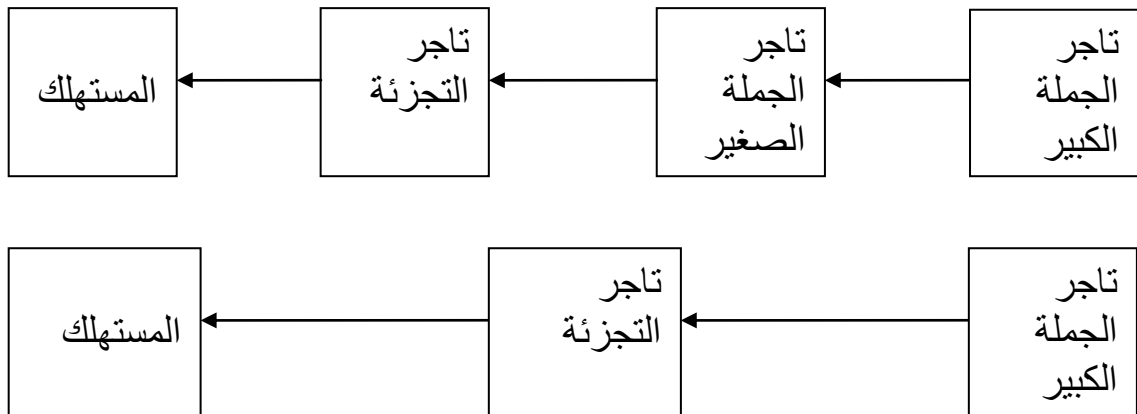 تاجر
الجملة
الكبير
تاجر
الجملة
الصغير
تاجر
التجزئة
المستهلك
تاجر
الجملة
الكبير
تاجر
التجزئة
المستهلك